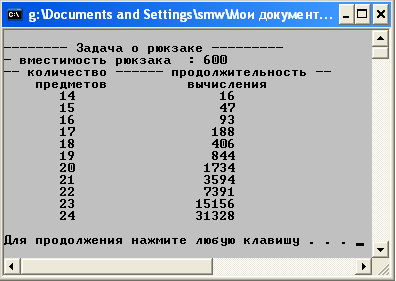 g:\Documents and Settings\smw\Мои документ...
-------- Задача о рюкзаке ---------
- вместимость рюкзака  : 600
-- количество ------ продолжительность --
предметов          вычисления
14                  16
15                  47
16                  93
17                 188
18                 406
19                 844
20                1734
21                3594
22                7391
23               15156
24               31328
Для продолжения нажмите любую клавишу . . .